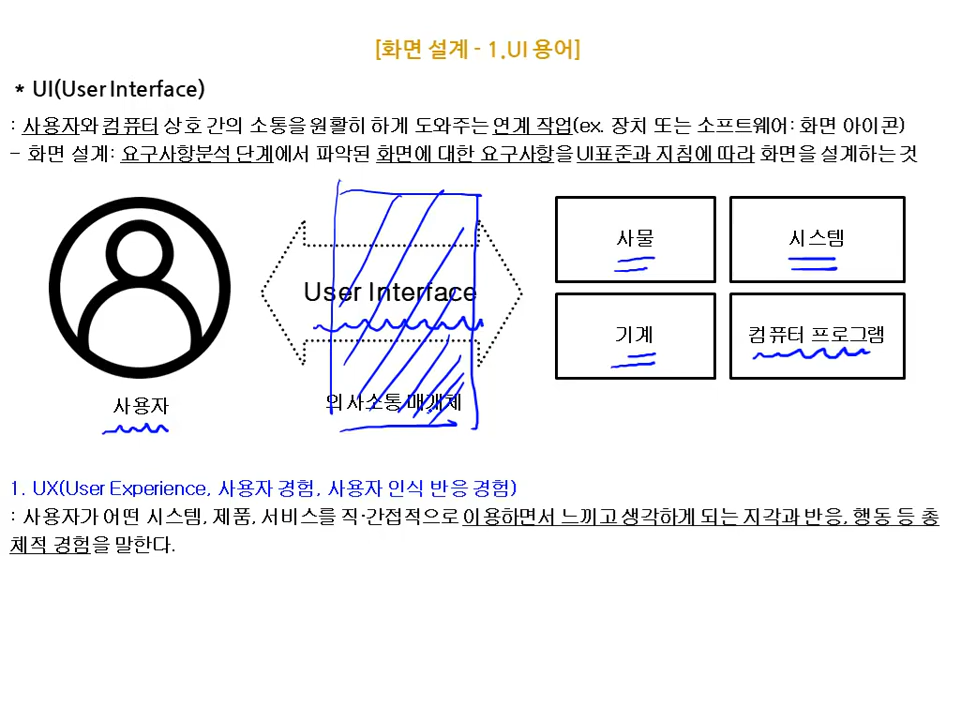 [화면 설계 - 1.UI 용어]
* UI(User Interface)
: 사용자와 컴퓨터 상호 간의 소통을 원활히 하게 도와주는 연계 작업(ex. 장치 또는 소프트웨어: 화면 아이콘)
- 화면 설계: 요구사항분석 단계에서 파악된 화면에 대한 요구사항을 UI표준과 지침에 따라 화면을 설계하는 것
사물
시스템
User Interface
기계
컴퓨터 프로그램
사용자
의사소통 매개체
1. UX(User Experience, 사용자 경험, 사용자 인식 반응 경험)
: 사용자가 어떤 시스템, 제품, 서비스를 직·간접적으로 이용하면서 느끼고 생각하게 되는 지각과 반응, 행동 등 총
체적 경험을 말한다.